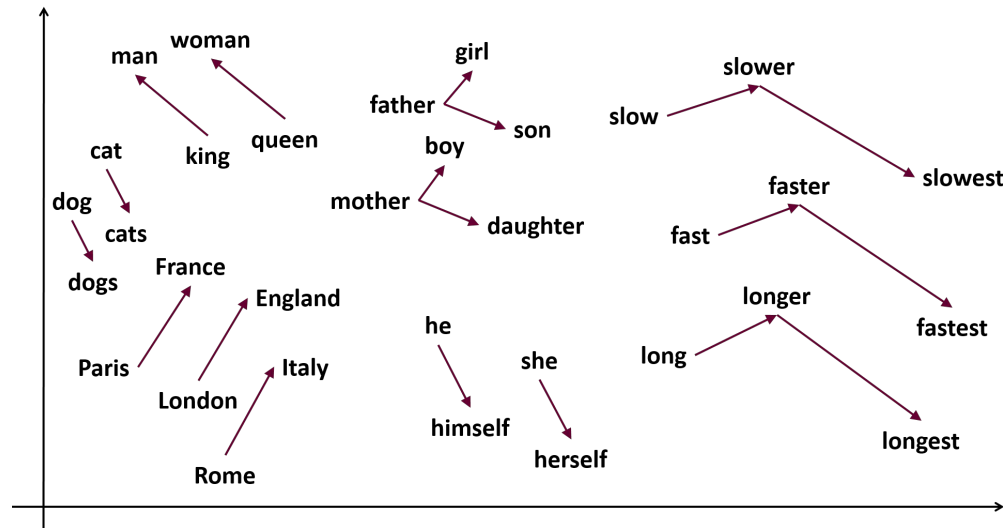 man
woman
king
queen
cat
cats
dog
dogs
France
Paris
England
London
Italy
Rome
girl
father
son
boy
mother
daughter
he
himself
she
herself
slower
slow
slowest
faster
fast
fastest
longer
long
longest